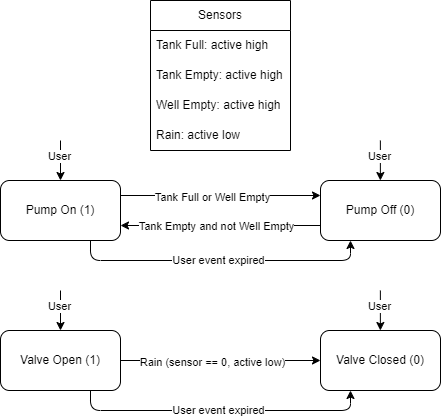 Sensors
Tank Full: active high
Tank Empty: active high
Well Empty: active high
Rain: active low
User
User
Pump On (1)
Tank Full or Well Empty
Pump Off (0)
Tank Empty and not Well Empty
User event expired
User
User
Valve Open (1)
Rain (sensor == 0, active low)
Valve Closed (0)
User event expired